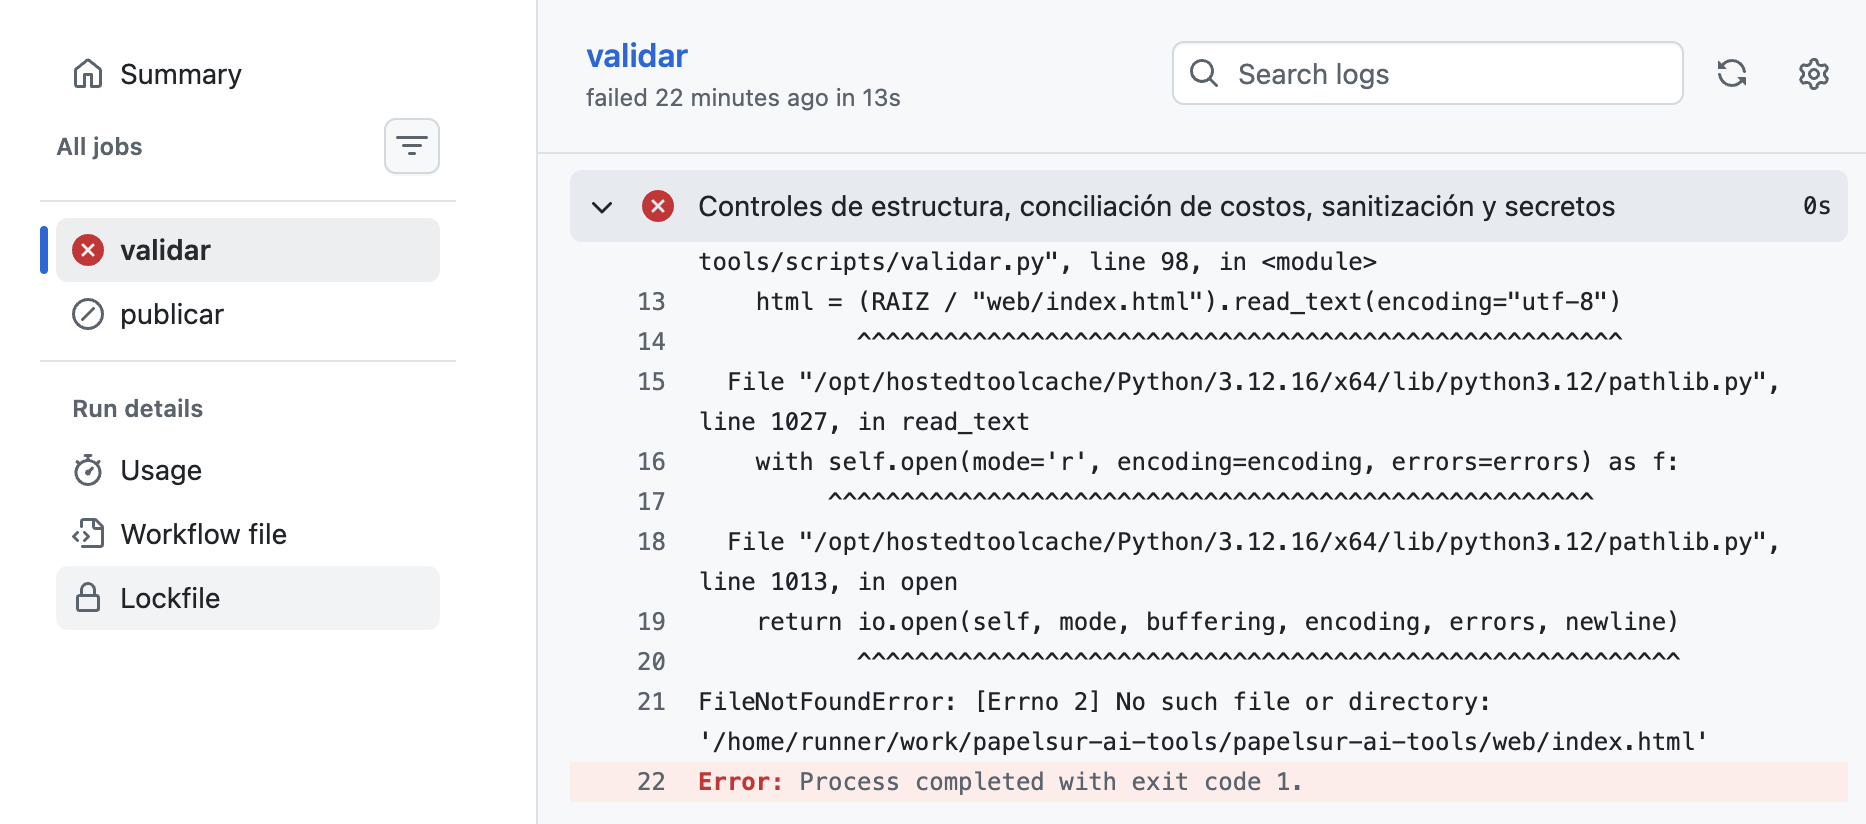 Summary
All jobs
validar
publicar
Run details
Usage
Workflow file
Lockfile
validar
failed 22 minutes ago in 13s
Search logs
Controles de estructura, conciliación de costos, sanitización y secretos 0s
tools/scripts/validar.py", line 98, in <module>
13 html = (RAIZ / "web/index.html").read_text(encoding="utf-8")
14 ^^^^^^^^^^^^^^^^^^^^^^^^^^^^^^^^^^^^^^^^^^^^^^^^^^^^^
15 File "/opt/hostedtoolcache/Python/3.12.16/x64/lib/python3.12/pathlib.py",
line 1027, in read_text
16 with self.open(mode='r', encoding=encoding, errors=errors) as f:
17 ^^^^^^^^^^^^^^^^^^^^^^^^^^^^^^^^^^^^^^^^^^^^^^^^^^^^^
18 File "/opt/hostedtoolcache/Python/3.12.16/x64/lib/python3.12/pathlib.py",
line 1013, in open
19 return io.open(self, mode, buffering, encoding, errors, newline)
20 ^^^^^^^^^^^^^^^^^^^^^^^^^^^^^^^^^^^^^^^^^^^^^^^^^^^^^^^^^
21 FileNotFoundError: [Errno 2] No such file or directory:
'/home/runner/work/papelsur-ai-tools/papelsur-ai-tools/web/index.html'
22 Error: Process completed with exit code 1.